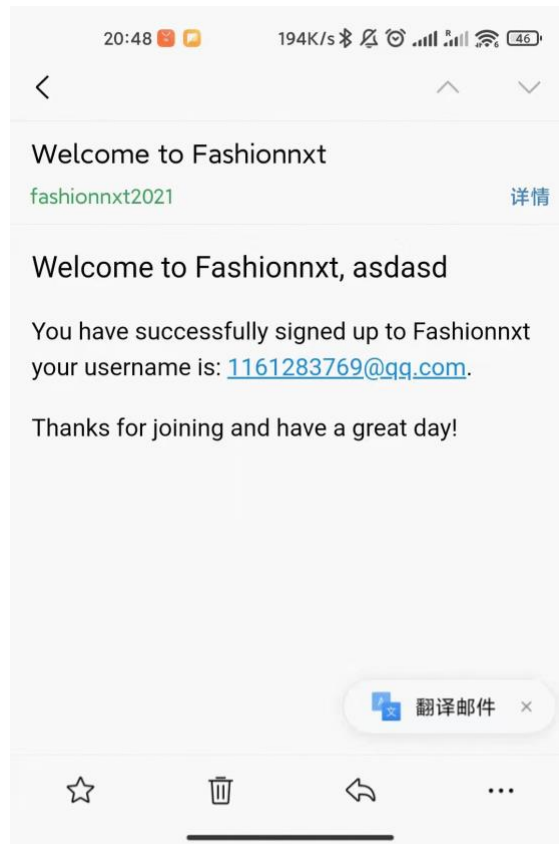 20:48 194K/s 46
Welcome to Fashionnxt
fashionnxt2021 详情
Welcome to Fashionnxt, asdasd
You have successfully signed up to Fashionnxt
your username is: 1161283769@qq.com.
Thanks for joining and have a great day!
翻译邮件